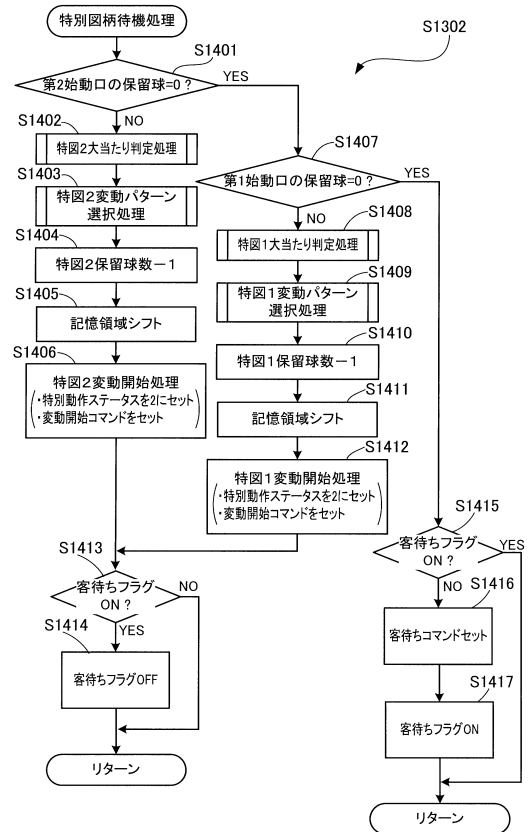 特別図柄待機処理
S1302
S1401
第2始動口の保留球=0？
YES
NO
S1402
特図2大当たり判定処理
S1403
特図2変動パターン
選択処理
S1404
特図2保留球数－1
S1405
記憶領域シフト
S1406
特図2変動開始処理
・特別動作ステータスを2にセット
・変動開始コマンドをセット
S1407
第1始動口の保留球=0？
YES
NO
S1408
特図1大当たり判定処理
S1409
特図1変動パターン
選択処理
S1410
特図1保留球数－1
S1411
記憶領域シフト
S1412
特図1変動開始処理
・特別動作ステータスを2にセット
・変動開始コマンドをセット
S1413
客待ちフラグ
ON？
NO
YES
S1414
客待ちフラグOFF
リターン
S1415
客待ちフラグ
ON？
YES
NO
S1416
客待ちコマンドセット
S1417
客待ちフラグON
リターン